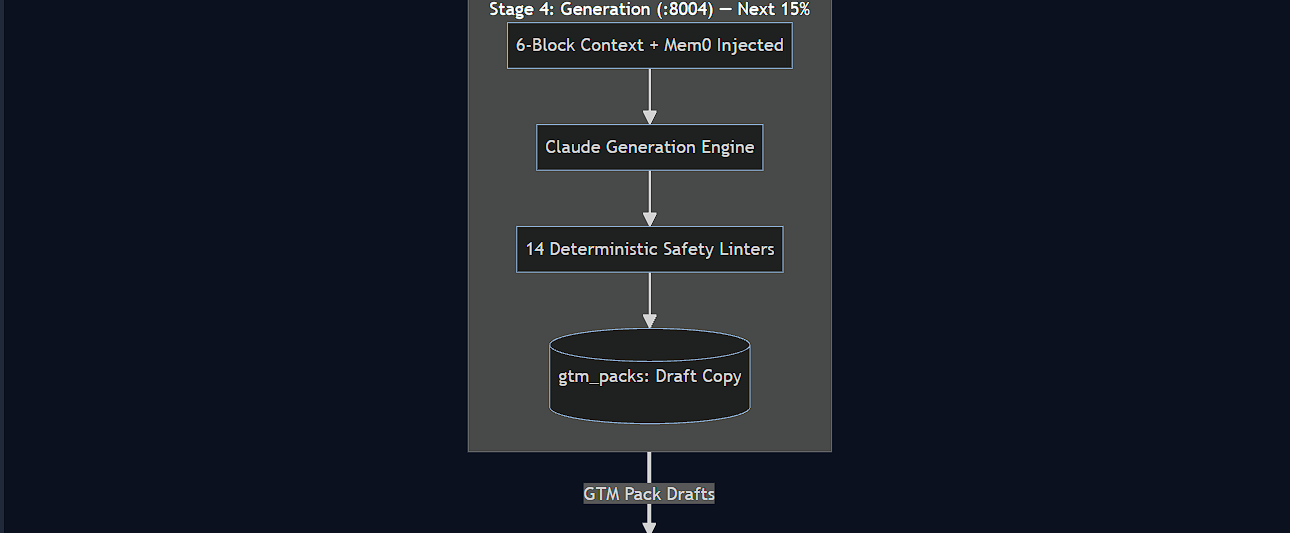 Stage 4: Generation (:8004) — Next 15%
6-Block Context + Mem0 Injected
Claude Generation Engine
14 Deterministic Safety Linters
gtm_packs: Draft Copy
GTM Pack Drafts